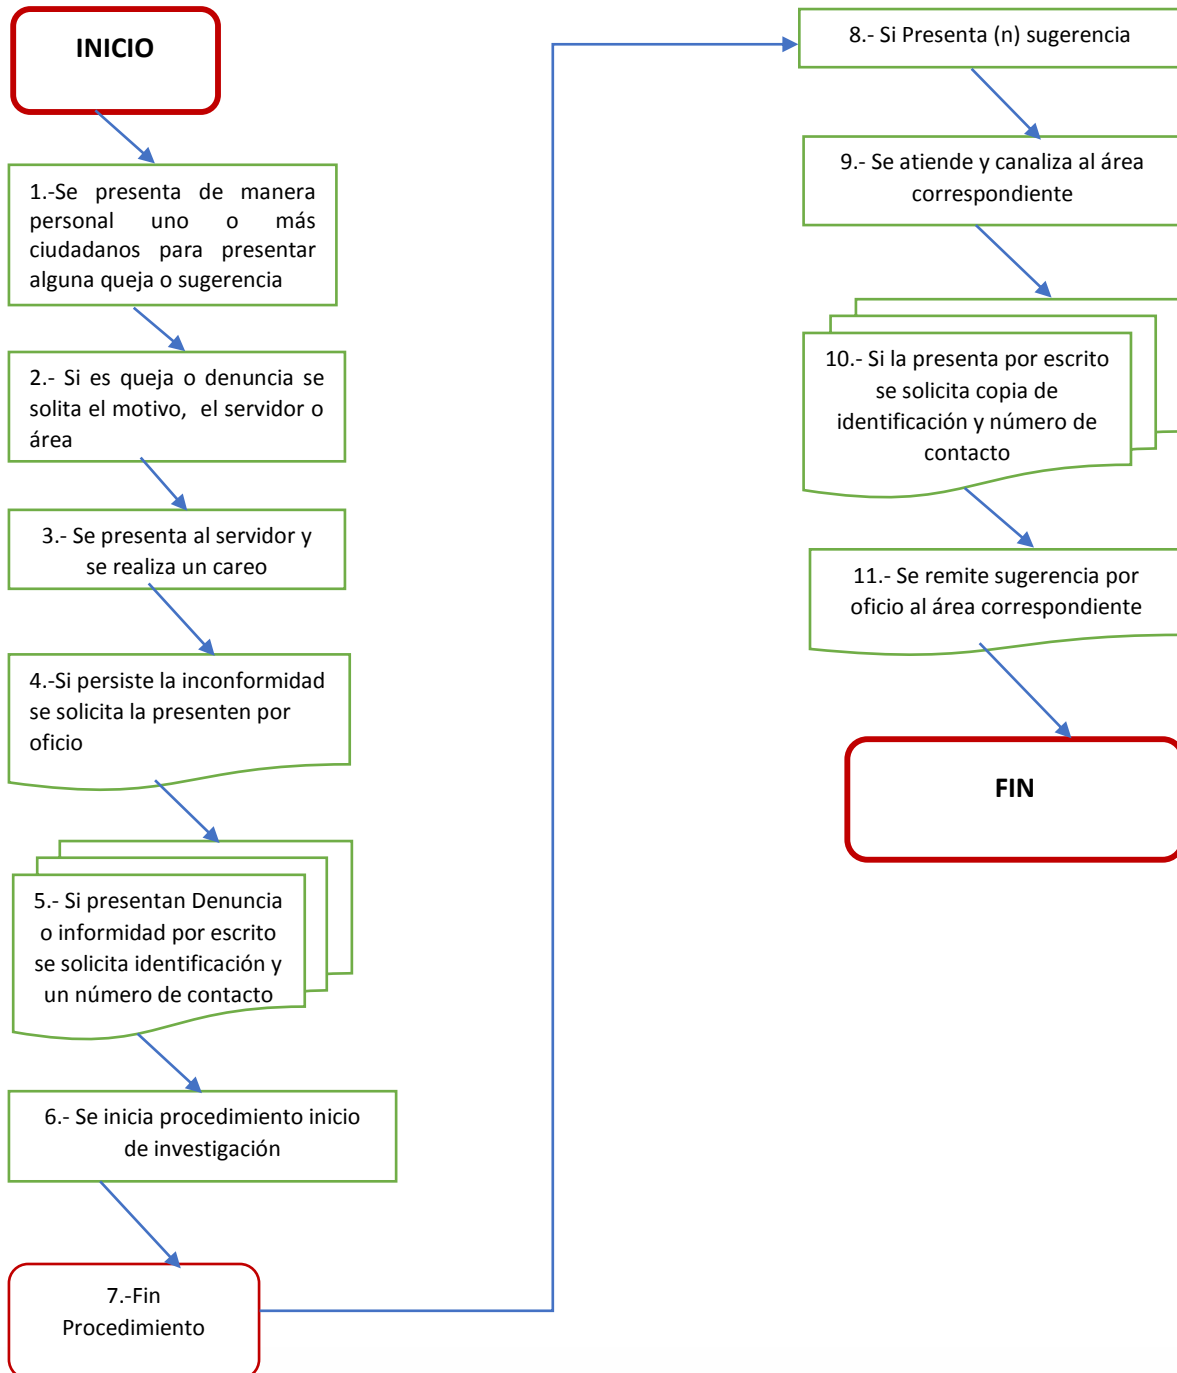 INICIO
1.-Se presenta de manera
personal uno o más
ciudadanos para presentar
alguna queja o sugerencia
2.- Si es queja o denuncia se
solita el motivo, el servidor o
área
3.- Se presenta al servidor y
se realiza un careo
4.-Si persiste la inconformidad
se solicita la presenten por
oficio
5.- Si presentan Denuncia
o informidad por escrito
se solicita identificación y
un número de contacto
6.- Se inicia procedimiento inicio
de investigación
7.-Fin
Procedimiento
8.- Si Presenta (n) sugerencia
9.- Se atiende y canaliza al área
correspondiente
10.- Si la presenta por escrito
se solicita copia de
identificación y número de
contacto
11.- Se remite sugerencia por
oficio al área correspondiente
FIN